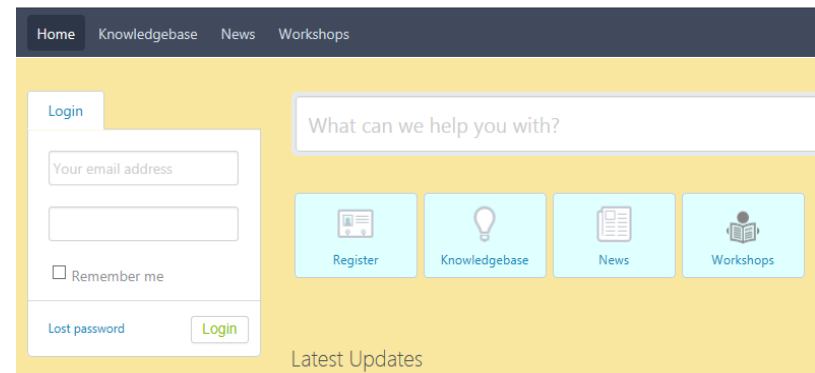 Home Knowledgebase News Workshops
Login
What can we help you with?
Your email address
Register Knowledgebase News Workshops
Remember me
Lost password Login
Latest Updates